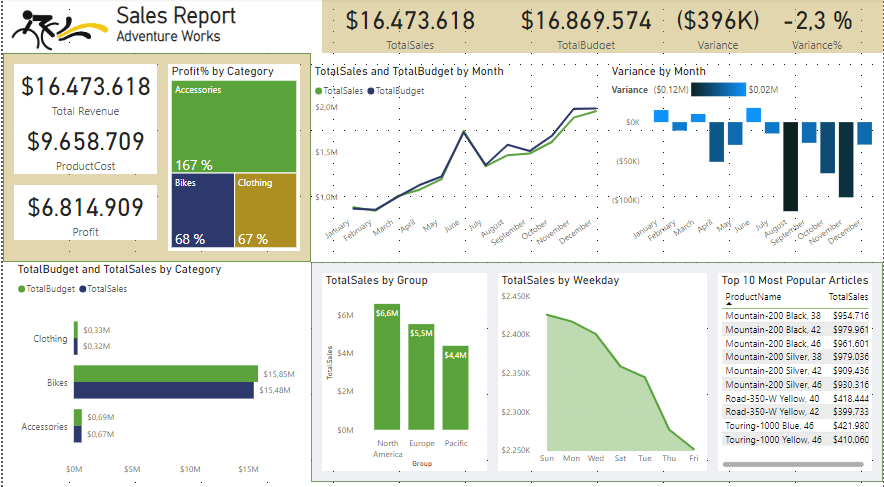 Sales Report
Adventure Works
$16.473.618
TotalSales
$16.869.574
TotalBudget
($396K)
Variance
-2,3 %
Variance%
$16.473.618
Total Revenue
$9.658.709
ProductCost
$6.814.909
Profit
Profit% by Category
Accessories
167 %
Bikes
68 %
Clothing
67 %
TotalSales and TotalBudget by Month
TotalSales TotalBudget
$2,0M
$1,5M
$1,0M
January
February
March
April
May
June
July
August
September
October
November
December
Variance by Month
Variance ($0,12M) $0,02M
$0K
($50K)
($100K)
January
February
March
April
May
June
July
August
September
October
November
December
TotalBudget and TotalSales by Category
TotalBudget TotalSales
Clothing
$0,33M
$0,32M
Bikes
$15,85M
$15,48M
Accessories
$0,69M
$0,67M
$0M $5M $10M $15M
TotalSales by Group
TotalSales
$6M
$4M
$2M
$0M
$6,6M
$5,5M
$4,4M
North America
Europe
Pacific
Group
TotalSales by Weekday
$2.450K
$2.400K
$2.350K
$2.300K
$2.250K
Sun Mon Wed Sat Tue Thu Fri
Top 10 Most Popular Articles
ProductName TotalSales
Mountain-200 Black, 38 $954.716
Mountain-200 Black, 42 $979.961
Mountain-200 Black, 46 $961.601
Mountain-200 Silver, 38 $979.036
Mountain-200 Silver, 42 $909.436
Mountain-200 Silver, 46 $930.316
Road-350-W Yellow, 40 $418.444
Road-350-W Yellow, 42 $399.733
Touring-1000 Blue, 46 $421.980
Touring-1000 Yellow, 46 $410.060